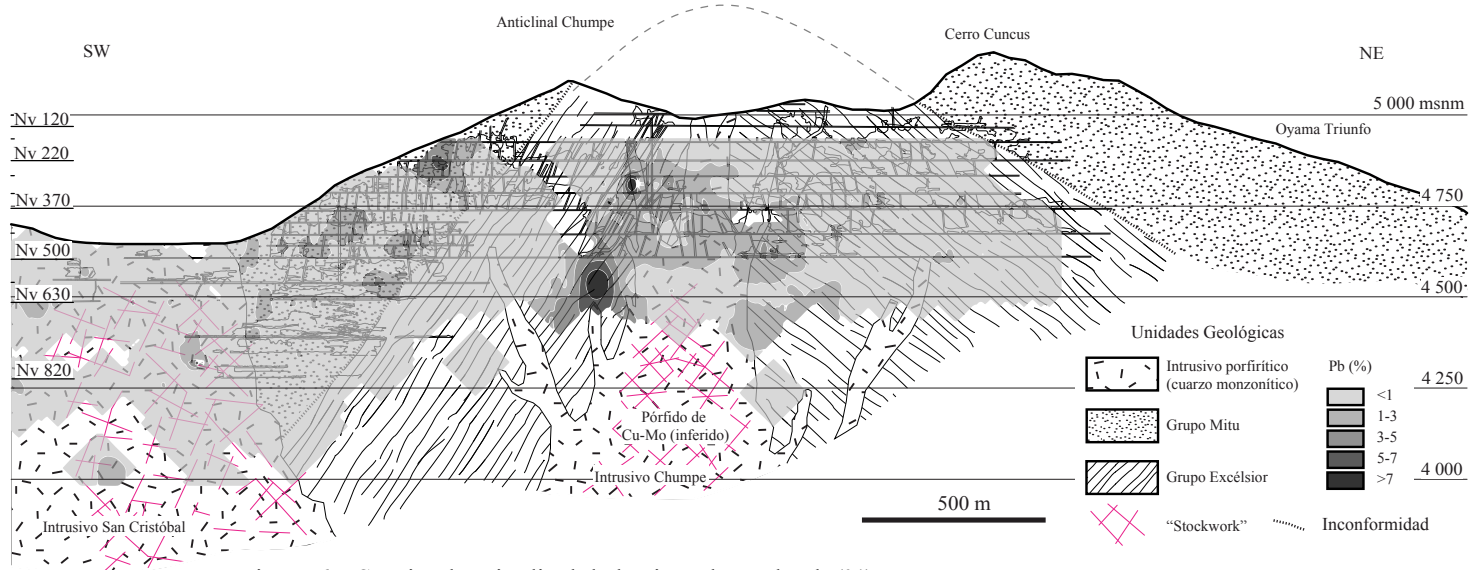 Anticlinal Chumpe
Cerro Cuncus
SW
NE
5 000 msnm
Nv 120
Oyama Triunfo
Nv 220
Nv 370
4 750
Nv 500
Nv 630
4 500
Unidades Geológicas
Intrusivo porfirítico
(cuarzo monzonítico)
Pb (%)
<1
1-3
3-5
5-7
>7
Nv 820
4 250
Grupo Mitu
Pórfido de
Cu-Mo (inferido)
Grupo Excélsior
4 000
Intrusivo Chumpe
500 m
Intrusivo San Cristóbal
“Stockwork”
Inconformidad